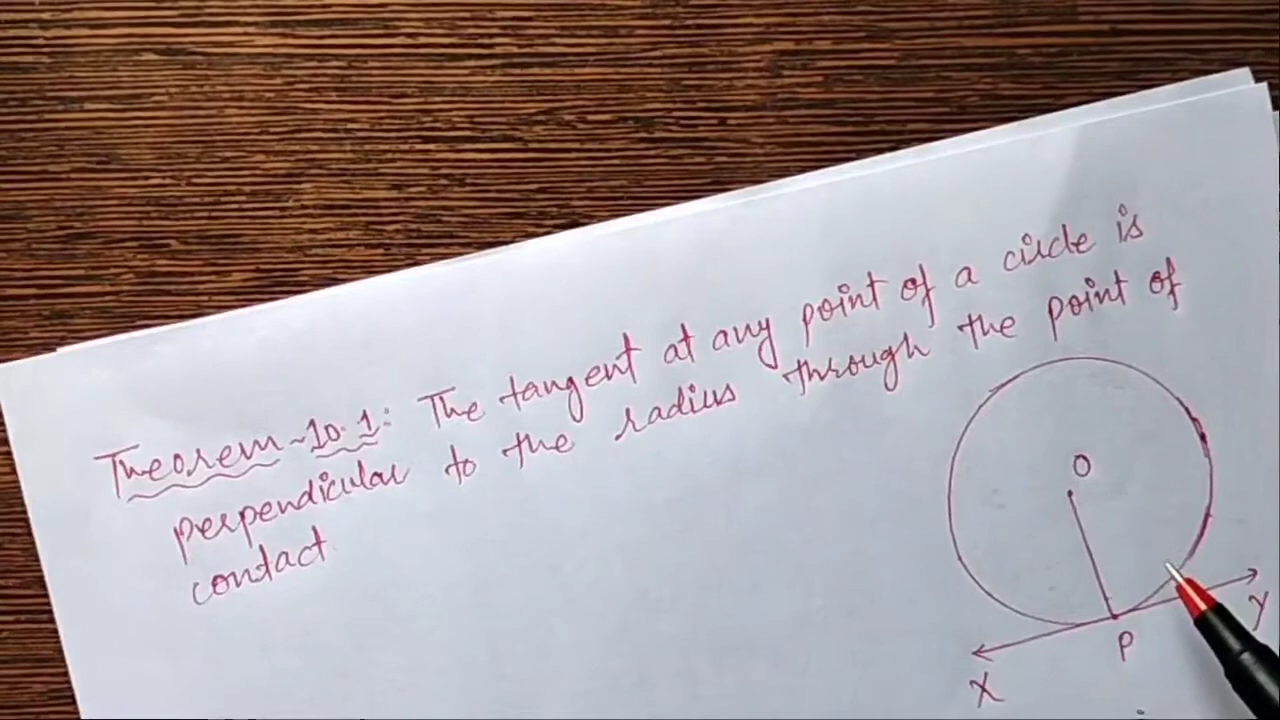 Theorem-10.1: The tangent at any point of a circle is
perpendicular to the radius through the point of
contact.
O
P
X
Y